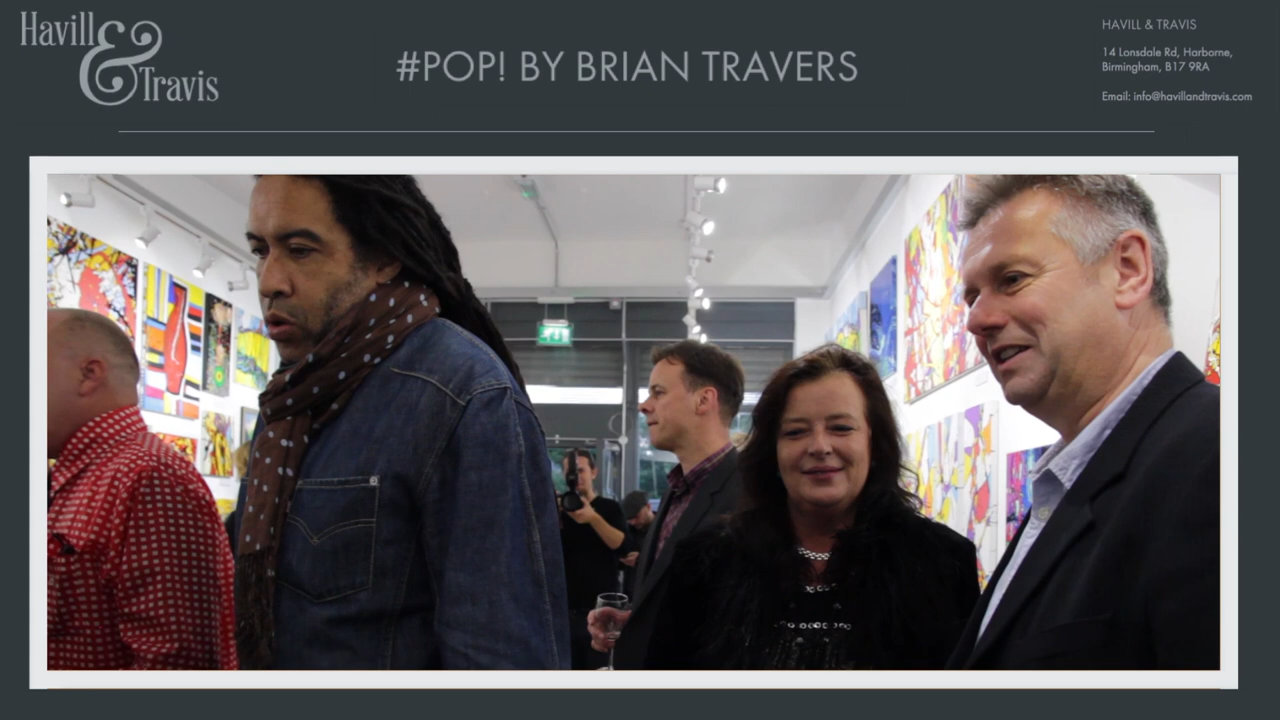 Havill
&
Travis
#POP! BY BRIAN TRAVERS
HAVILL & TRAVIS
14 Lonsdale Rd, Harborne,
Birmingham, B17 9RA
Email: info@havillandtravis.com